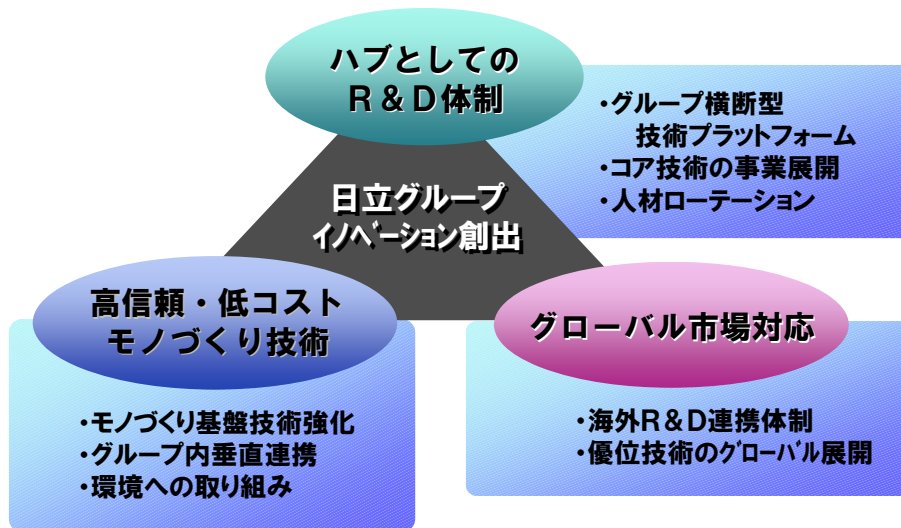 ハブとしての
R&D体制
・グループ横断型
技術プラットフォーム
・コア技術の事業展開
・人材ローテーション
日立グループ
イノベーション創出
高信頼・低コスト
モノづくり技術
・モノづくり基盤技術強化
・グループ内垂直連携
・環境への取り組み
グローバル市場対応
・海外R&D連携体制
・優位技術のグローバル展開